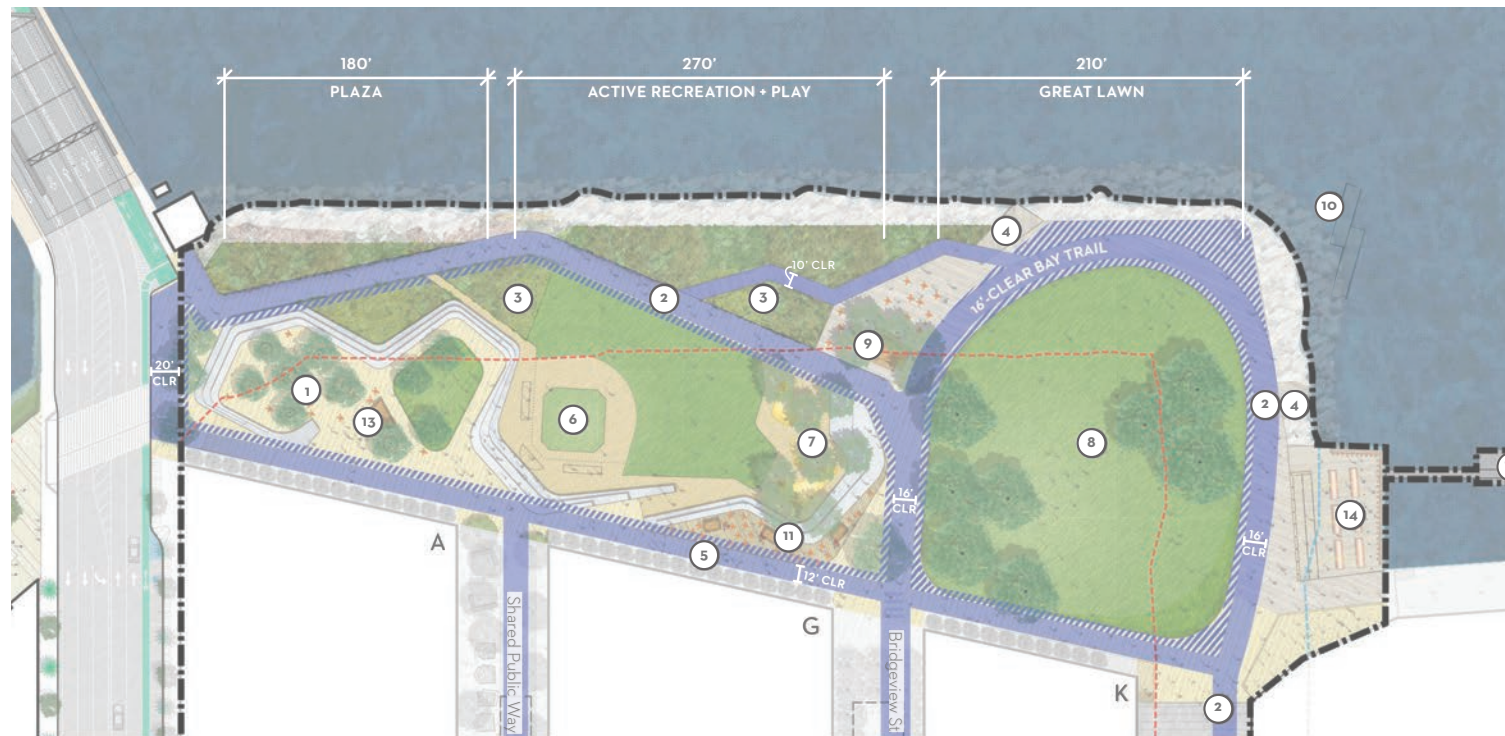 180'
270'
210'
PLAZA
ACTIVE RECREATION + PLAY
GREAT LAWN
10
4
10' CLR
16'-CLEAR BAY TRAIL
3
2
3
9
20'
CLR
1
13
6
7
8
2
4
16'
CLR
14
16'
CLR
11
5
12' CLR
A
G
K
Shared Public Way
Bridgeview St
2